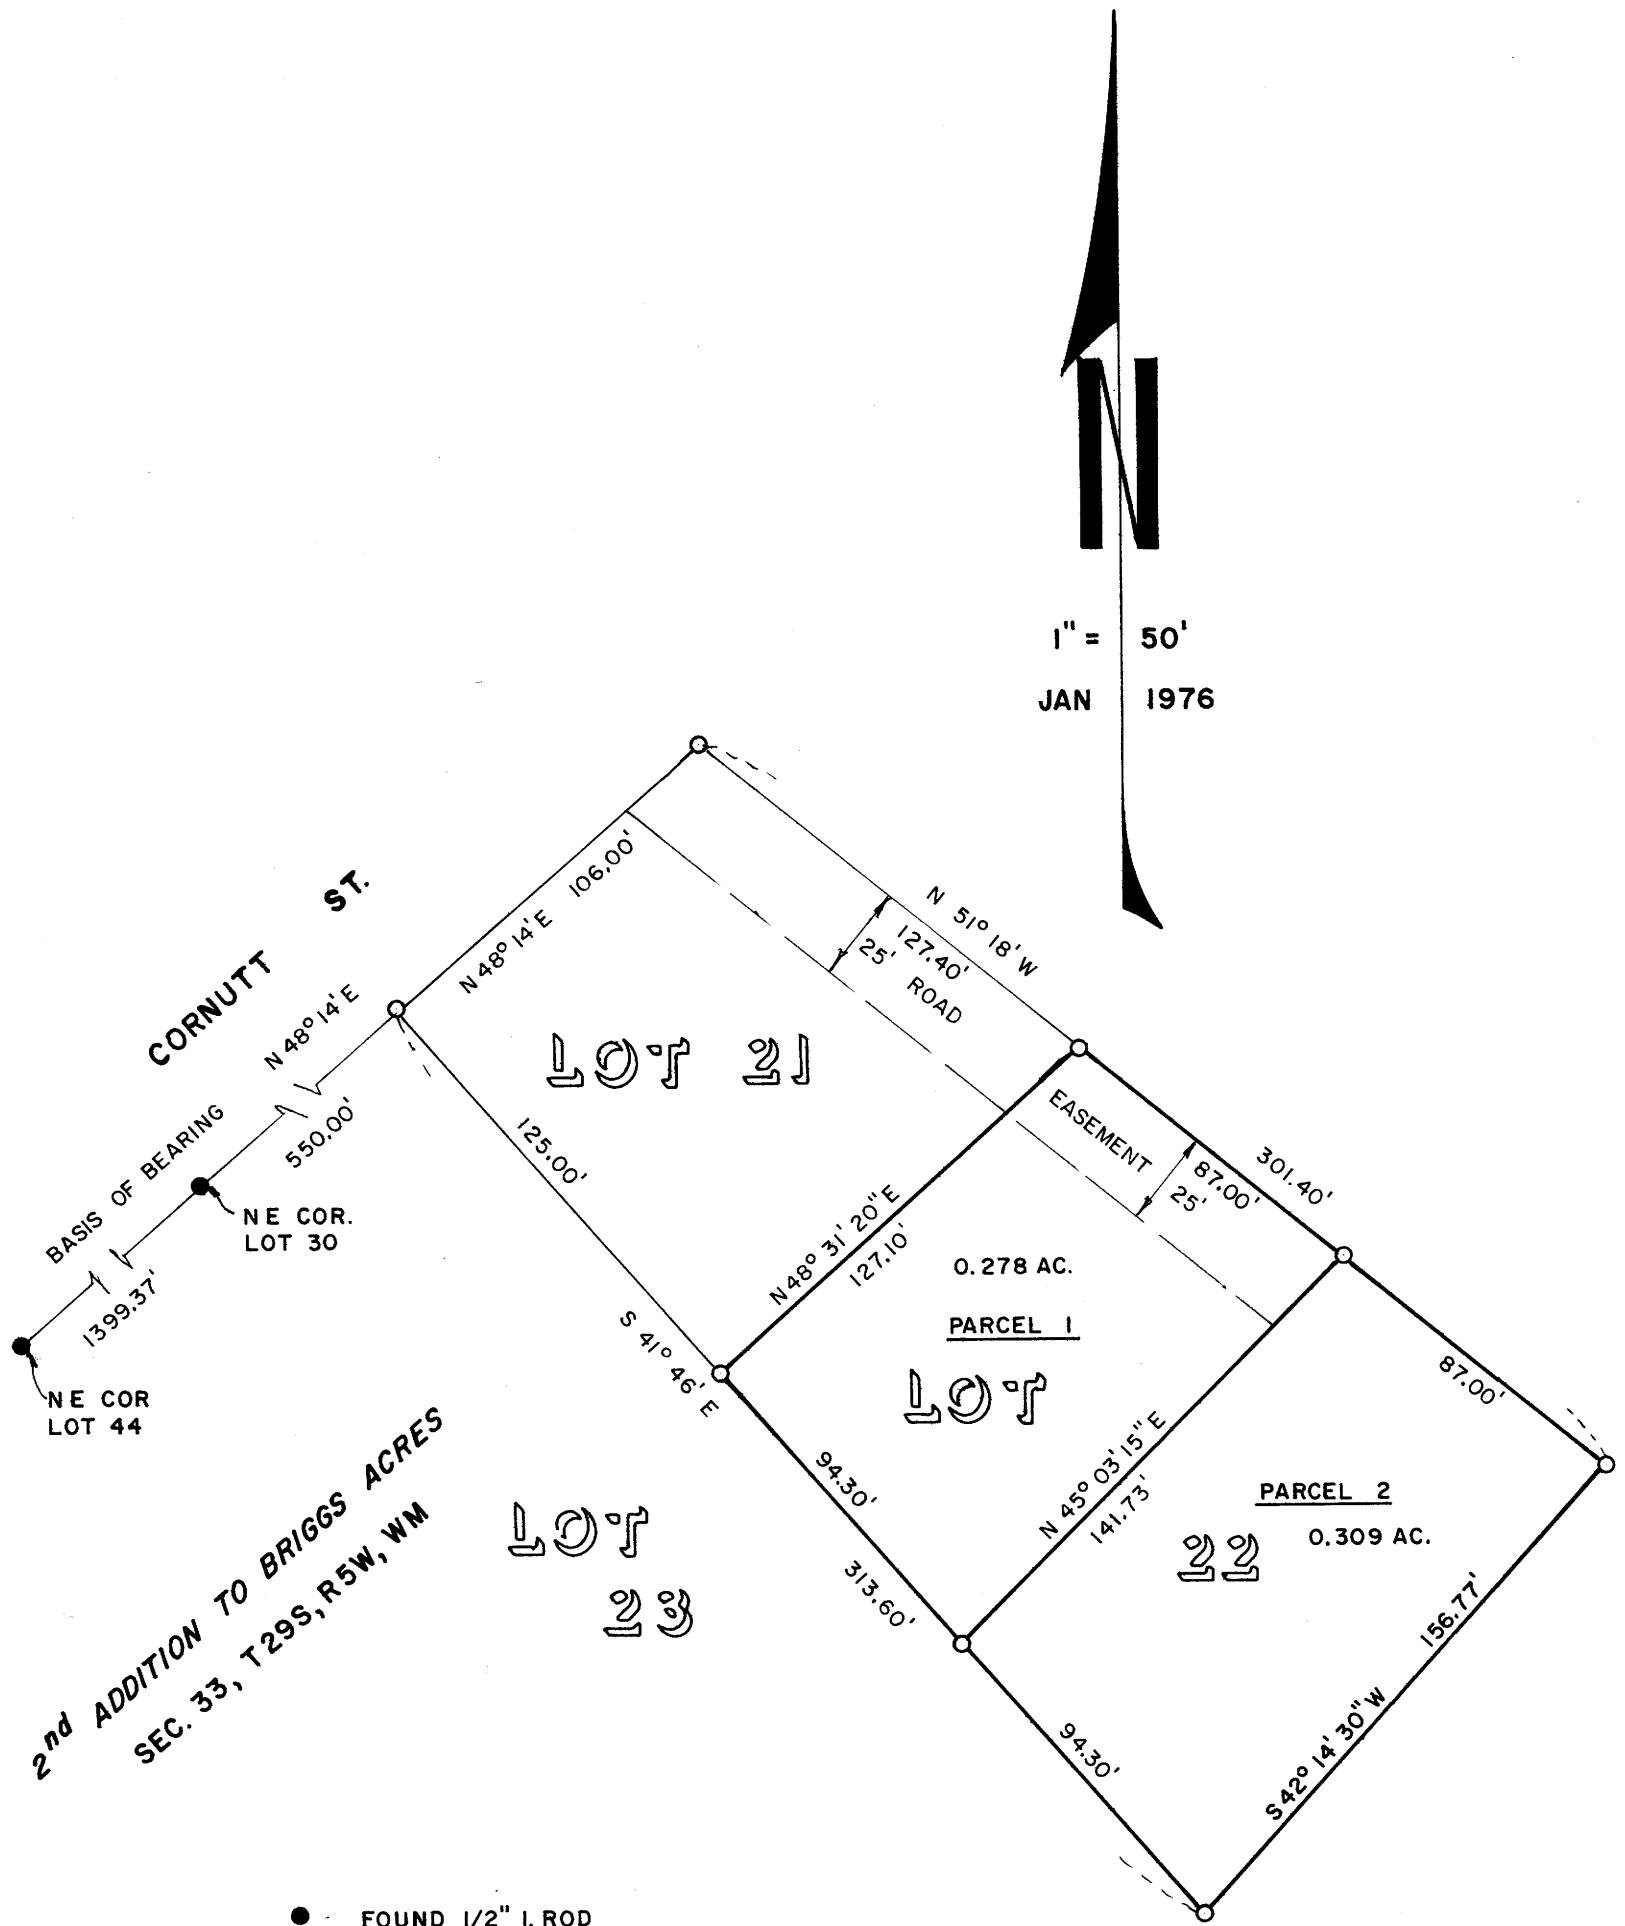 N
1" = 50'
JAN 1976
CORNUTT ST.
N 48° 14' E 106.00'
N 51° 18' W
127.40'
25' ROAD
N 48° 14' E
BASIS OF BEARING
550.00'
1399.37'
NE COR.
LOT 30
NE COR
LOT 44
LOT 21
125.00'
S 41° 46' E
EASEMENT
87.00'
25'
301.40'
N 48° 31' 20" E
127.10'
0.278 AC.
PARCEL 1
LOT
87.00'
94.30'
N 45° 03' 15" E
141.73'
PARCEL 2
22
0.309 AC.
313.60'
94.30'
156.77'
S 42° 14' 30" W
LOT
23
2nd ADDITION TO BRIGGS ACRES
SEC. 33, T29S, R5W, WM
FOUND 1/2" I. ROD